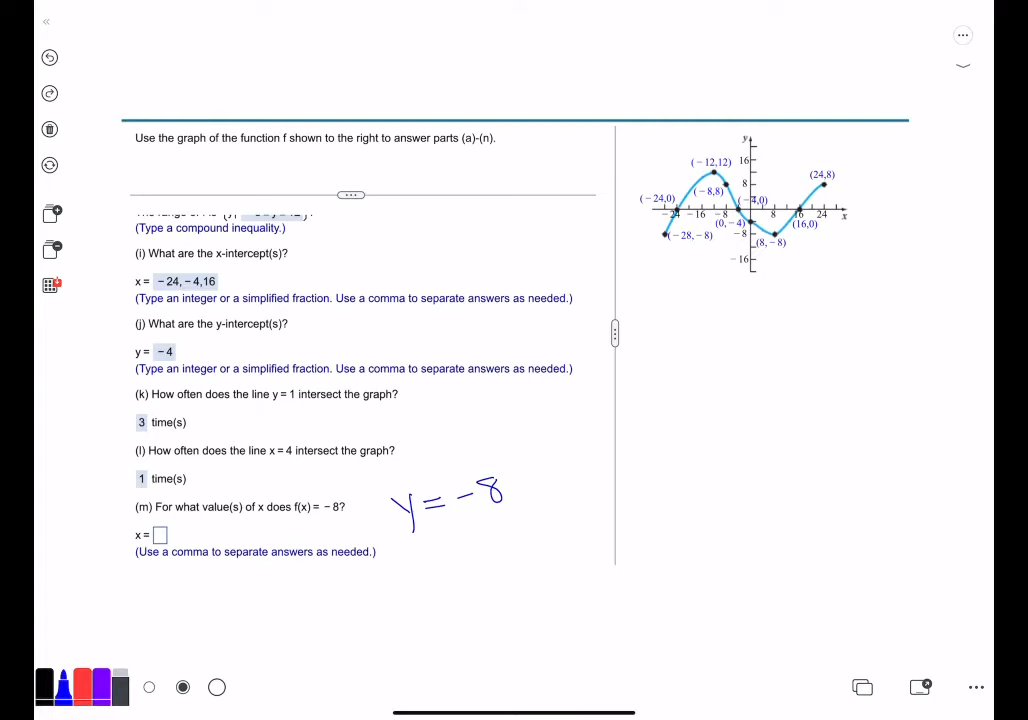 Use the graph of the function f shown to the right to answer parts (a)-(n).
(Type a compound inequality.)
(i) What are the x-intercept(s)?
x = −24, −4,16
(Type an integer or a simplified fraction. Use a comma to separate answers as needed.)
(j) What are the y-intercept(s)?
y = −4
(Type an integer or a simplified fraction. Use a comma to separate answers as needed.)
(k) How often does the line y = 1 intersect the graph?
3 time(s)
(l) How often does the line x = 4 intersect the graph?
1 time(s)
(m) For what value(s) of x does f(x) = −8?
x =
(Use a comma to separate answers as needed.)
y = −8
y
(−12,12) 16
(24,8)
8
(−8,8)
(−24,0) (−4,0)
−24 −16 −8 8 16 24 x
(0,−4) (16,0)
(−28,−8) −8 (8,−8)
−16